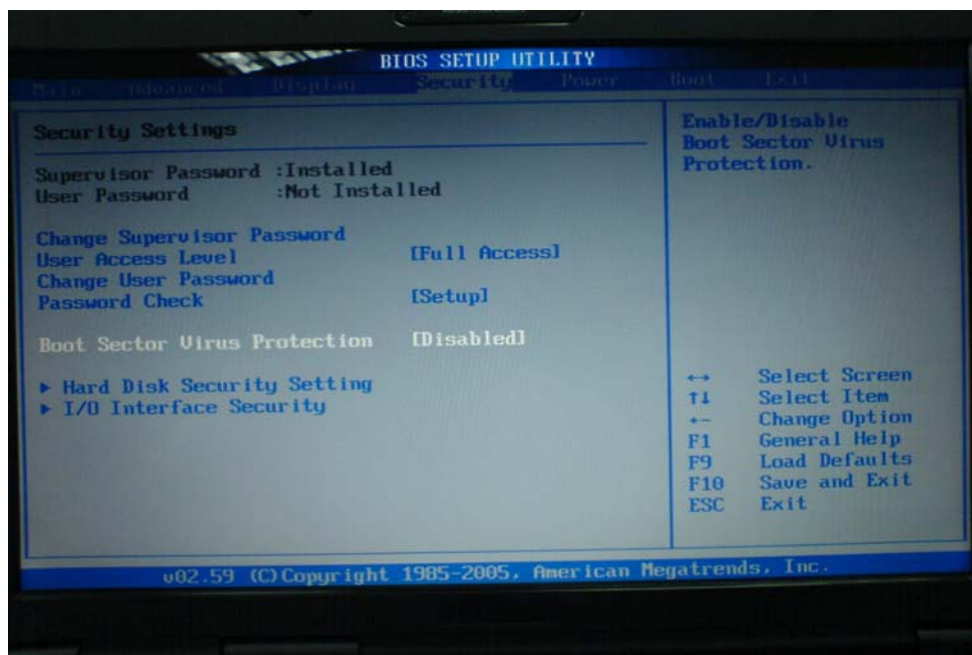 BIOS SETUP UTILITY
Main Advanced Display Security Power Boot Exit
Security Settings
Supervisor Password :Installed
User Password :Not Installed
Change Supervisor Password
User Access Level [Full Access]
Change User Password
Password Check [Setup]
Boot Sector Virus Protection [Disabled]
▶ Hard Disk Security Setting
▶ I/O Interface Security
Enable/Disable
Boot Sector Virus
Protection.
↔ Select Screen
↑↓ Select Item
+- Change Option
F1 General Help
F9 Load Defaults
F10 Save and Exit
ESC Exit
v02.59 (C)Copyright 1985-2005, American Megatrends, Inc.